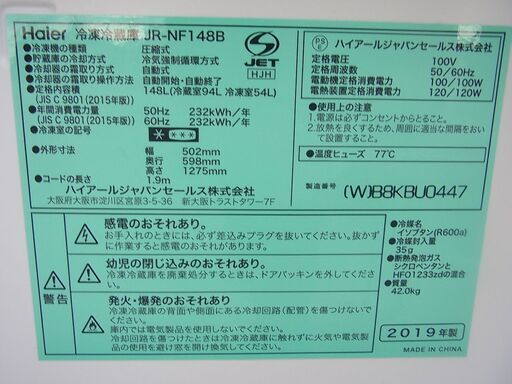 Haier 冷凍冷蔵庫 JR-NF148B
●冷凍機の種類 圧縮式
●貯蔵庫の冷却方式 冷気強制循環方式
●冷却器の霜取り方式 自動式
●冷却器の霜取り操作方法 自動開始・自動終了
●定格内容積 148L(冷蔵室94L 冷凍室54L)
(JIS C 9801(2015年版))
●年間消費電力量 50Hz 232kWh/年
(JIS C 9801(2015年版)) 60Hz 232kWh/年
●冷凍室の記号
●外形寸法 幅 502mm
奥行 598mm
高さ 1275mm
●コードの長さ 1.9m
ハイアールジャパンセールス株式会社
大阪府大阪市淀川区宮原3-5-36 新大阪トラストタワー7F
S
JET
HJH
PS
E
ハイアールジャパンセールス株式会社
定格電圧 100V
定格周波数 50/60Hz
電動機定格消費電力 100/100W
電熱装置定格消費電力 120/120W
●使用上の注意
1.電源は必ずコンセントからとること。
2.放熱を良くするため、周囲に適当な間隔をおいて設置すること。
●温度ヒューズ 77℃
製造番号 (W)B8KBU0447
警告
感電のおそれあり。
お手入れのときには、必ず差込みプラグを抜いてください。抜かずに作業すると感電のおそれがあります。
幼児の閉じ込めのおそれあり。
冷凍冷蔵庫を廃棄処分するときは、ドアパッキンを外してください。
発火・爆発のおそれあり。
冷凍冷蔵庫の背面や側面にある冷却回路(配管)を傷つけないでください。
庫内では電気製品を使用しないでください。
冷却回路を傷つけたときは冷凍冷蔵庫に触れずに火気や電気製品の使用を避け窓を開け換気してください。
●冷媒名
イソブタン(R600a)
●冷媒封入量
35g
●断熱発泡ガス
シクロペンタンと
HFO1233zdの混合
●質量
42.0kg
2019年製
MADE IN CHINA